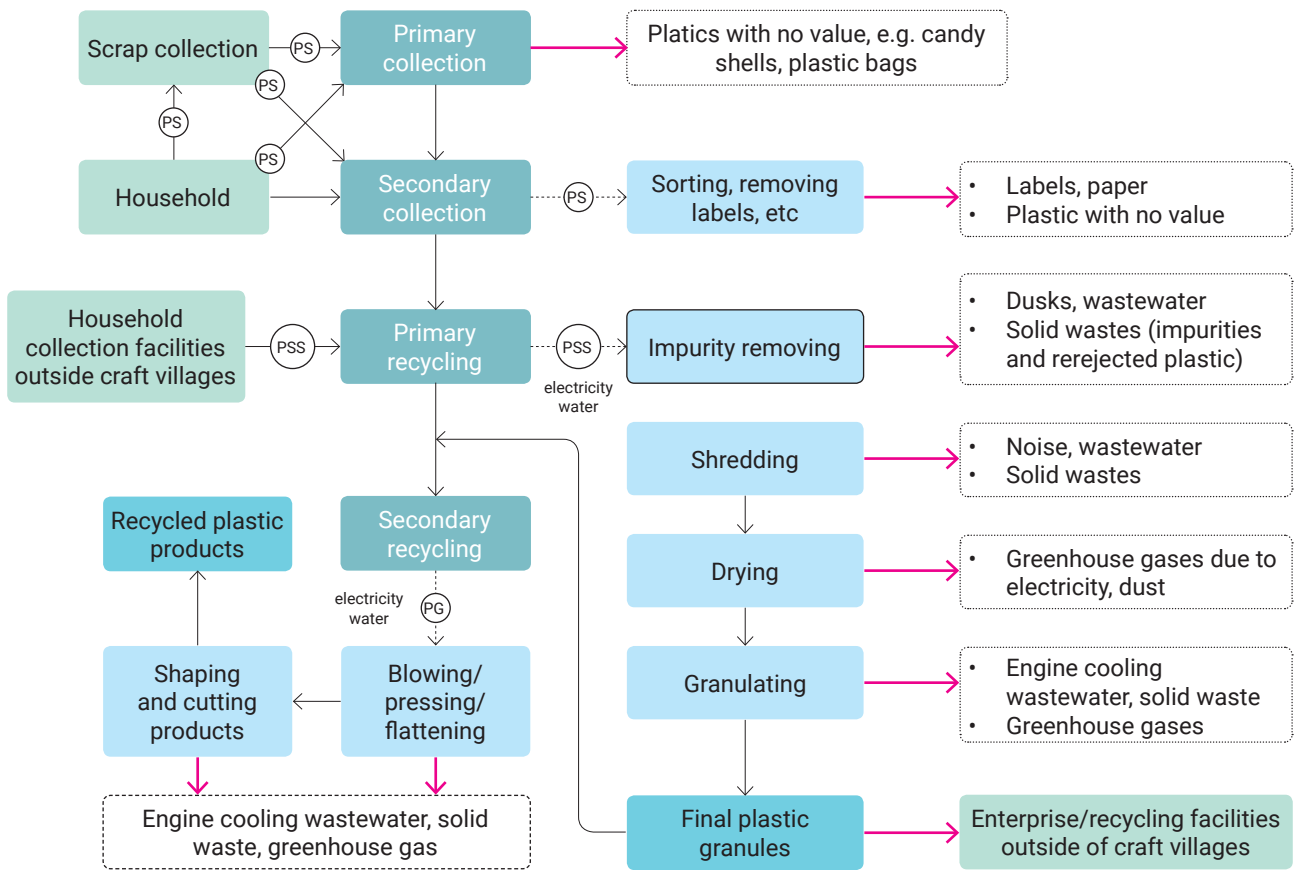 Scrap collection
PS
Primary
collection
Platics with no value, e.g. candy
shells, plastic bags
PS
PS
PS
Household
Secondary
collection
PS
Sorting, removing
labels, etc
• Labels, paper
• Plastic with no value
Household
collection facilities
outside craft villages
PSS
Primary
recycling
PSS
electricity
water
Impurity removing
• Dusks, wastewater
• Solid wastes (impurities
and rerejected plastic)
Shredding
• Noise, wastewater
• Solid wastes
Recycled plastic
products
Secondary
recycling
Drying
• Greenhouse gases due to
electricity, dust
electricity
water
PG
Shaping
and cutting
products
Blowing/
pressing/
flattening
Granulating
• Engine cooling
wastewater, solid waste
• Greenhouse gases
Engine cooling wastewater, solid
waste, greenhouse gas
Final plastic
granules
Enterprise/recycling facilities
outside of craft villages